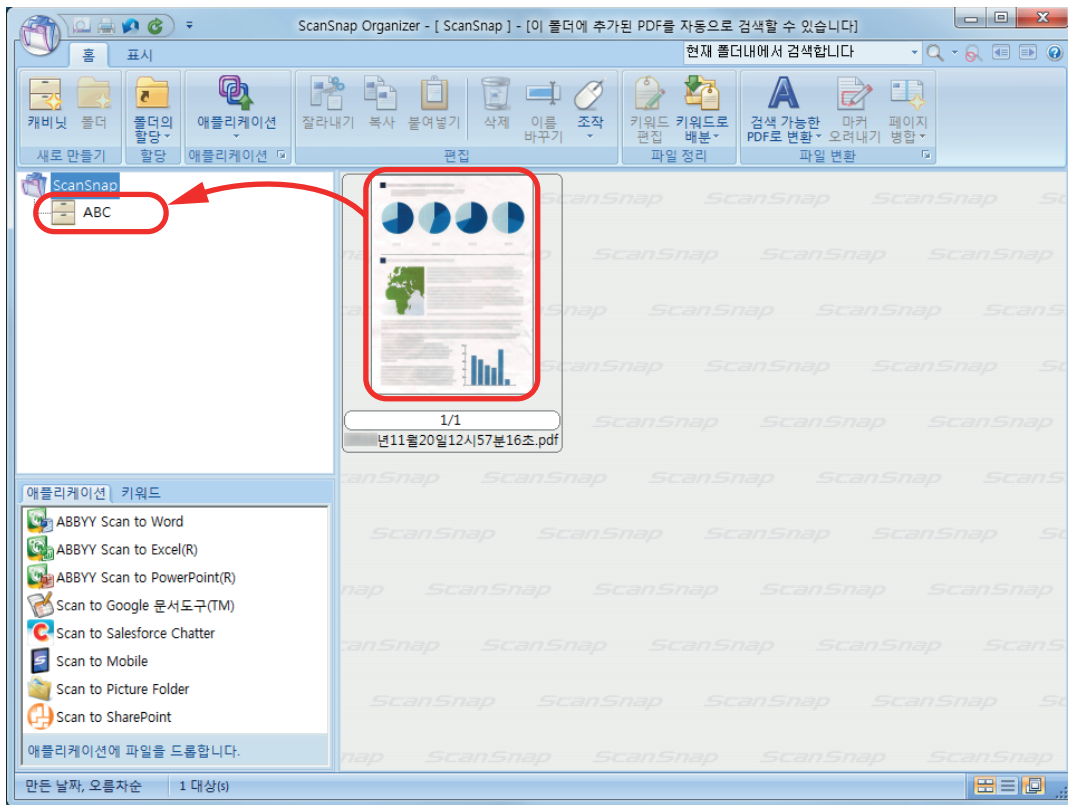 ScanSnap Organizer - [ ScanSnap ] - [이 폴더에 추가된 PDF를 자동으로 검색할 수 있습니다]
홈 표시 현재 폴더내에서 검색합니다
캐비닛 폴더 폴더의 할당 애플리케이션 잘라내기 복사 붙여넣기 삭제 이름 바꾸기 조작 키워드 편집 키워드로 배분 검색 가능한 PDF로 변환 마커 오려내기 페이지 병합
새로 만들기 할당 애플리케이션 편집 파일 정리 파일 변환
ScanSnap
ABC
1/1
년11월20일12시57분16초.pdf
애플리케이션 키워드
ABBYY Scan to Word
ABBYY Scan to Excel(R)
ABBYY Scan to PowerPoint(R)
Scan to Google 문서도구(TM)
Scan to Salesforce Chatter
Scan to Mobile
Scan to Picture Folder
Scan to SharePoint
애플리케이션에 파일을 드롭합니다.
만든 날짜, 오름차순 1 대상(s)